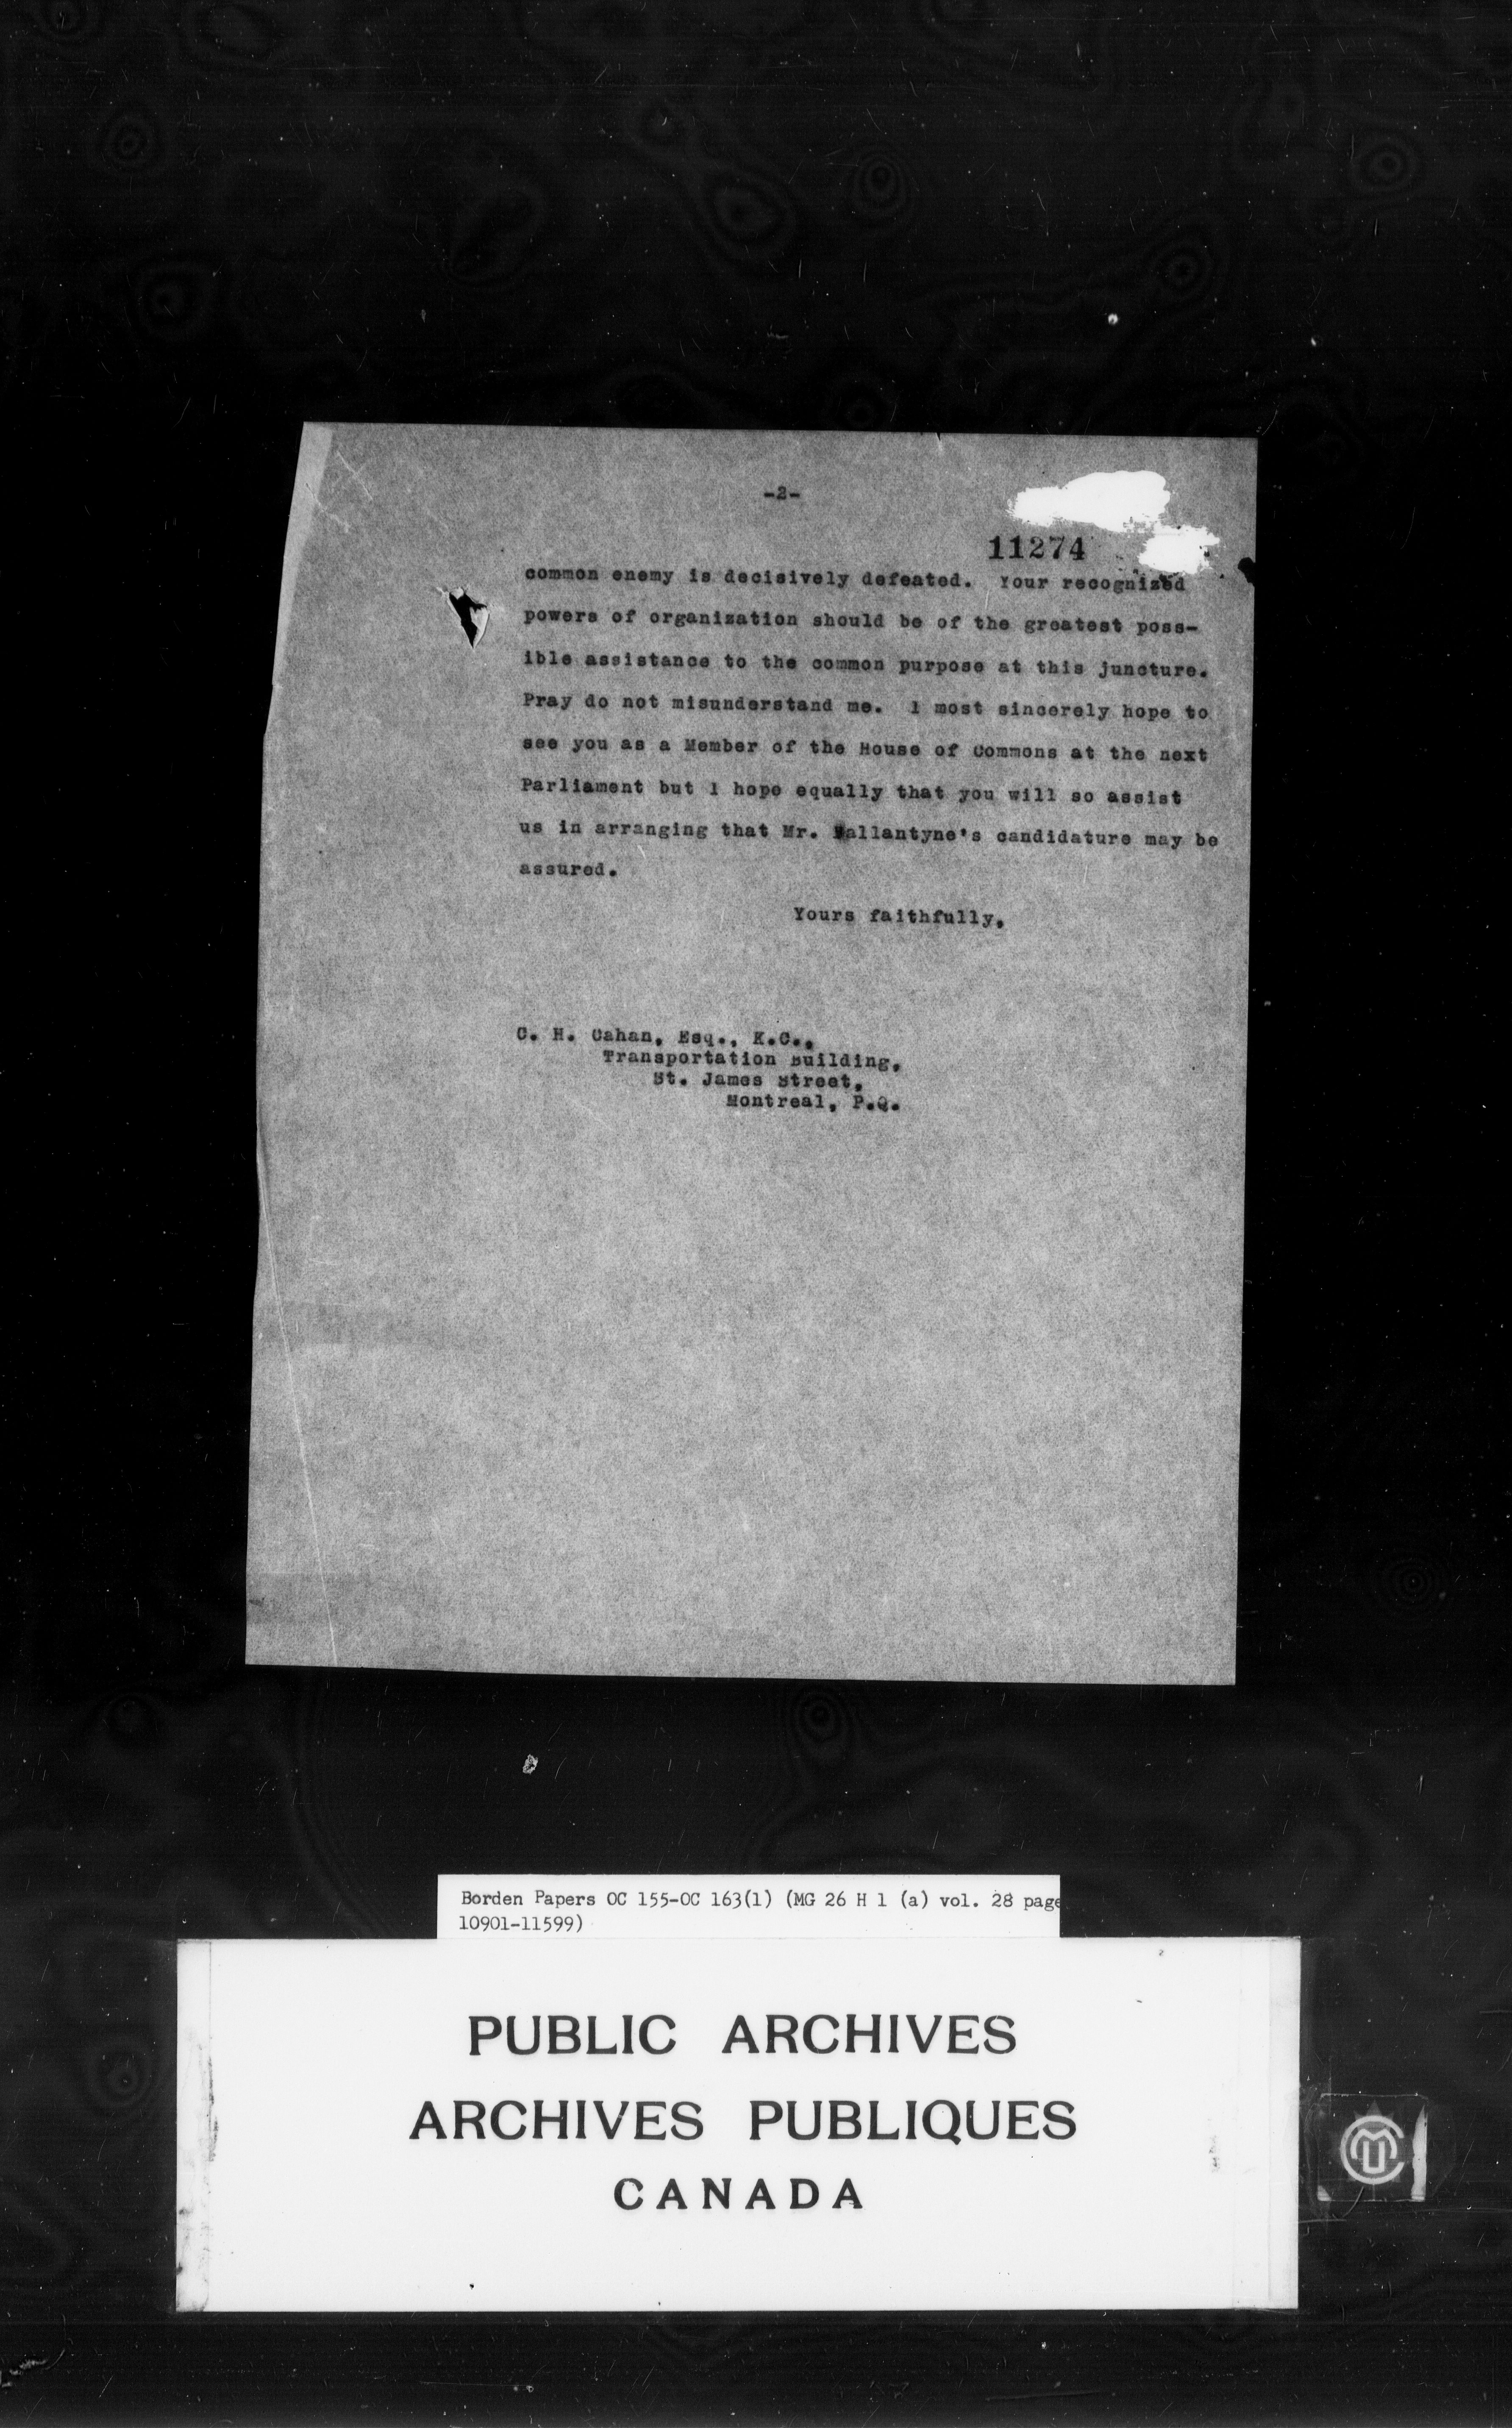 -2-
11274
common enemy is decisively defeated. Your recognized
powers of organization should be of the greatest poss-
ible assistance to the common purpose at this juncture.
Pray do not misunderstand me. I most sincerely hope to
see you as a Member of the House of Commons at the next
Parliament but I hope equally that you will so assist
us in arranging that Mr. Ballantyne's candidature may be
assured.
Yours faithfully,
C. H. Cahan, Esq., K.C.,
Transportation Building,
St. James Street,
Montreal, P.Q.
Borden Papers OC 155-OC 163(1) (MG 26 H 1 (a) vol. 28 page
10901-11599)
PUBLIC ARCHIVES
ARCHIVES PUBLIQUES
CANADA